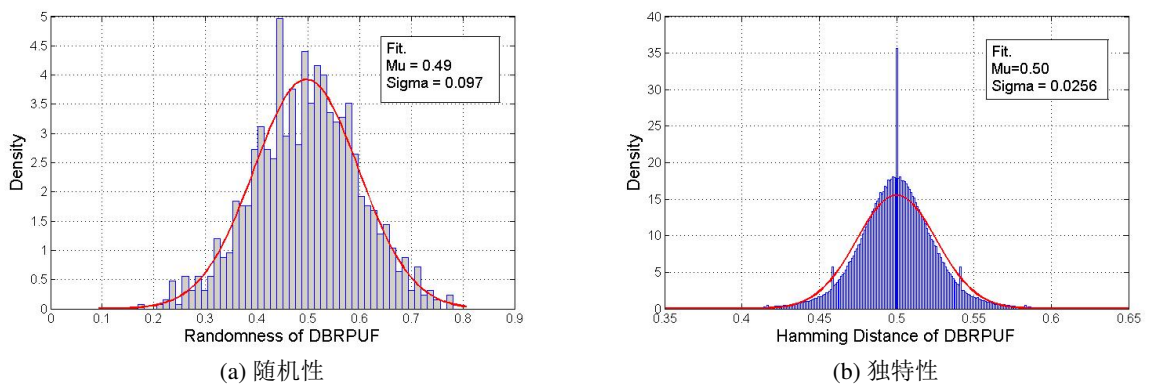 5
4.5
4
3.5
3
2.5
2
1.5
1
0.5
0
Density
Fit.
Mu = 0.49
Sigma = 0.097
0 0.1 0.2 0.3 0.4 0.5 0.6 0.7 0.8 0.9
Randomness of DBRPUF
(a) 随机性
40
35
30
25
20
15
10
5
0
Density
Fit.
Mu=0.50
Sigma = 0.0256
0.35 0.4 0.45 0.5 0.55 0.6 0.65
Hamming Distance of DBRPUF
(b) 独特性